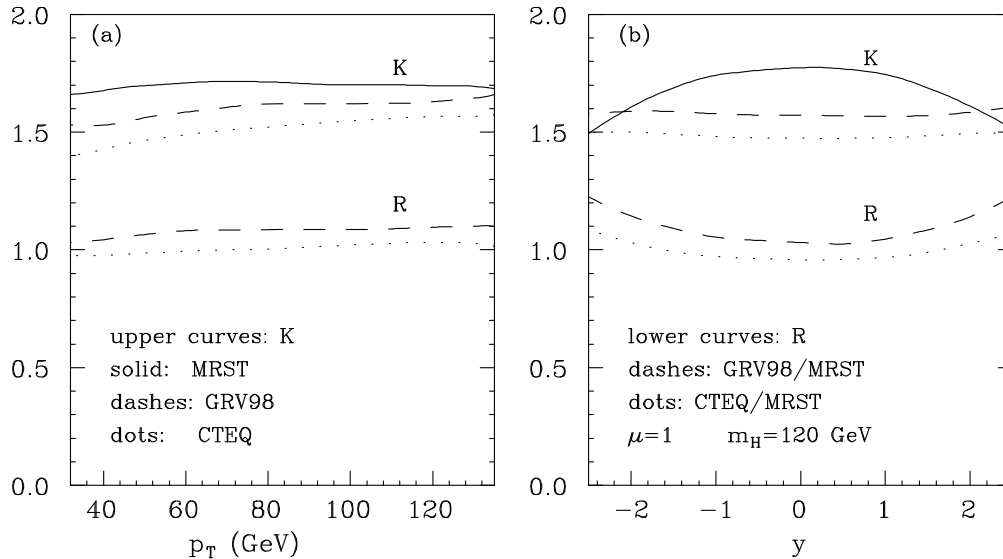 (a)
K
R
upper curves: K
solid: MRST
dashes: GRV98
dots: CTEQ
2.0
1.5
1.0
0.5
0.0
40 60 80 100 120
p_T (GeV)
(b)
K
R
lower curves: R
dashes: GRV98/MRST
dots: CTEQ/MRST
μ=1 m_H=120 GeV
2.0
1.5
1.0
0.5
0.0
−2 −1 0 1 2
y